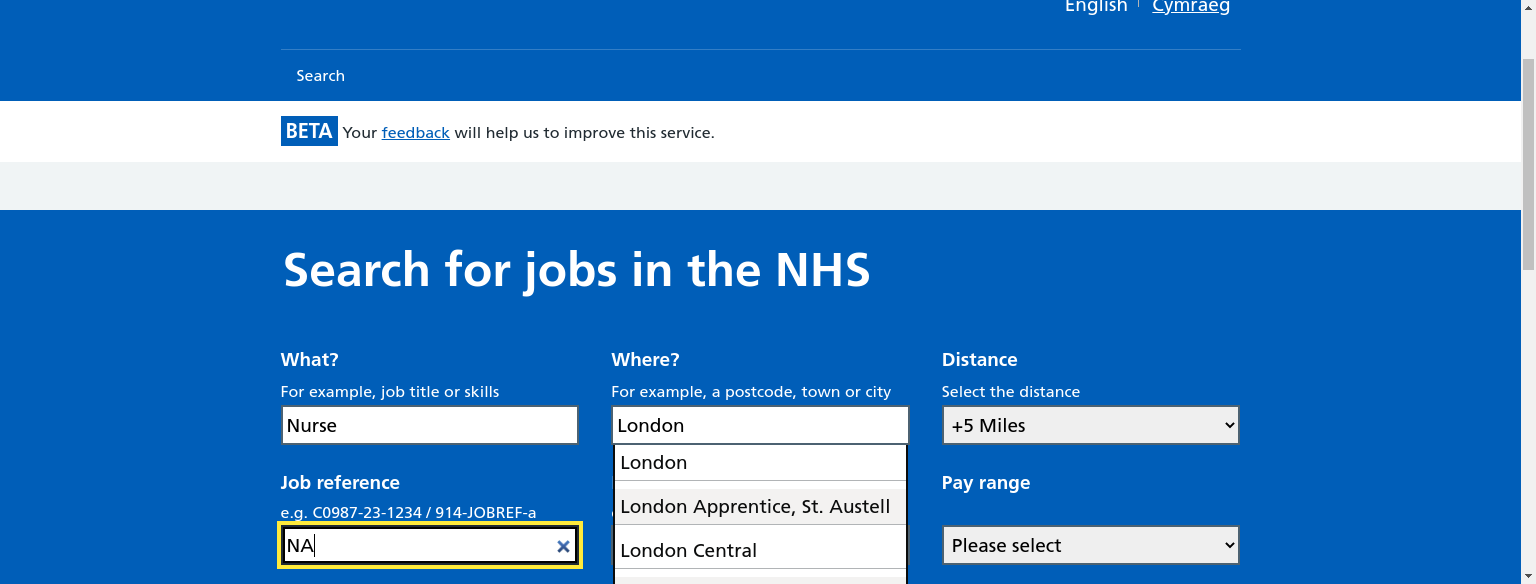 English Cymraeg
Search
BETA Your feedback will help us to improve this service.
Search for jobs in the NHS
What?
For example, job title or skills
Nurse
Where?
For example, a postcode, town or city
London
London
London Apprentice, St. Austell
London Central
Distance
Select the distance
+5 Miles
Job reference
e.g. C0987-23-1234 / 914-JOBREF-a
NA
Pay range
Please select